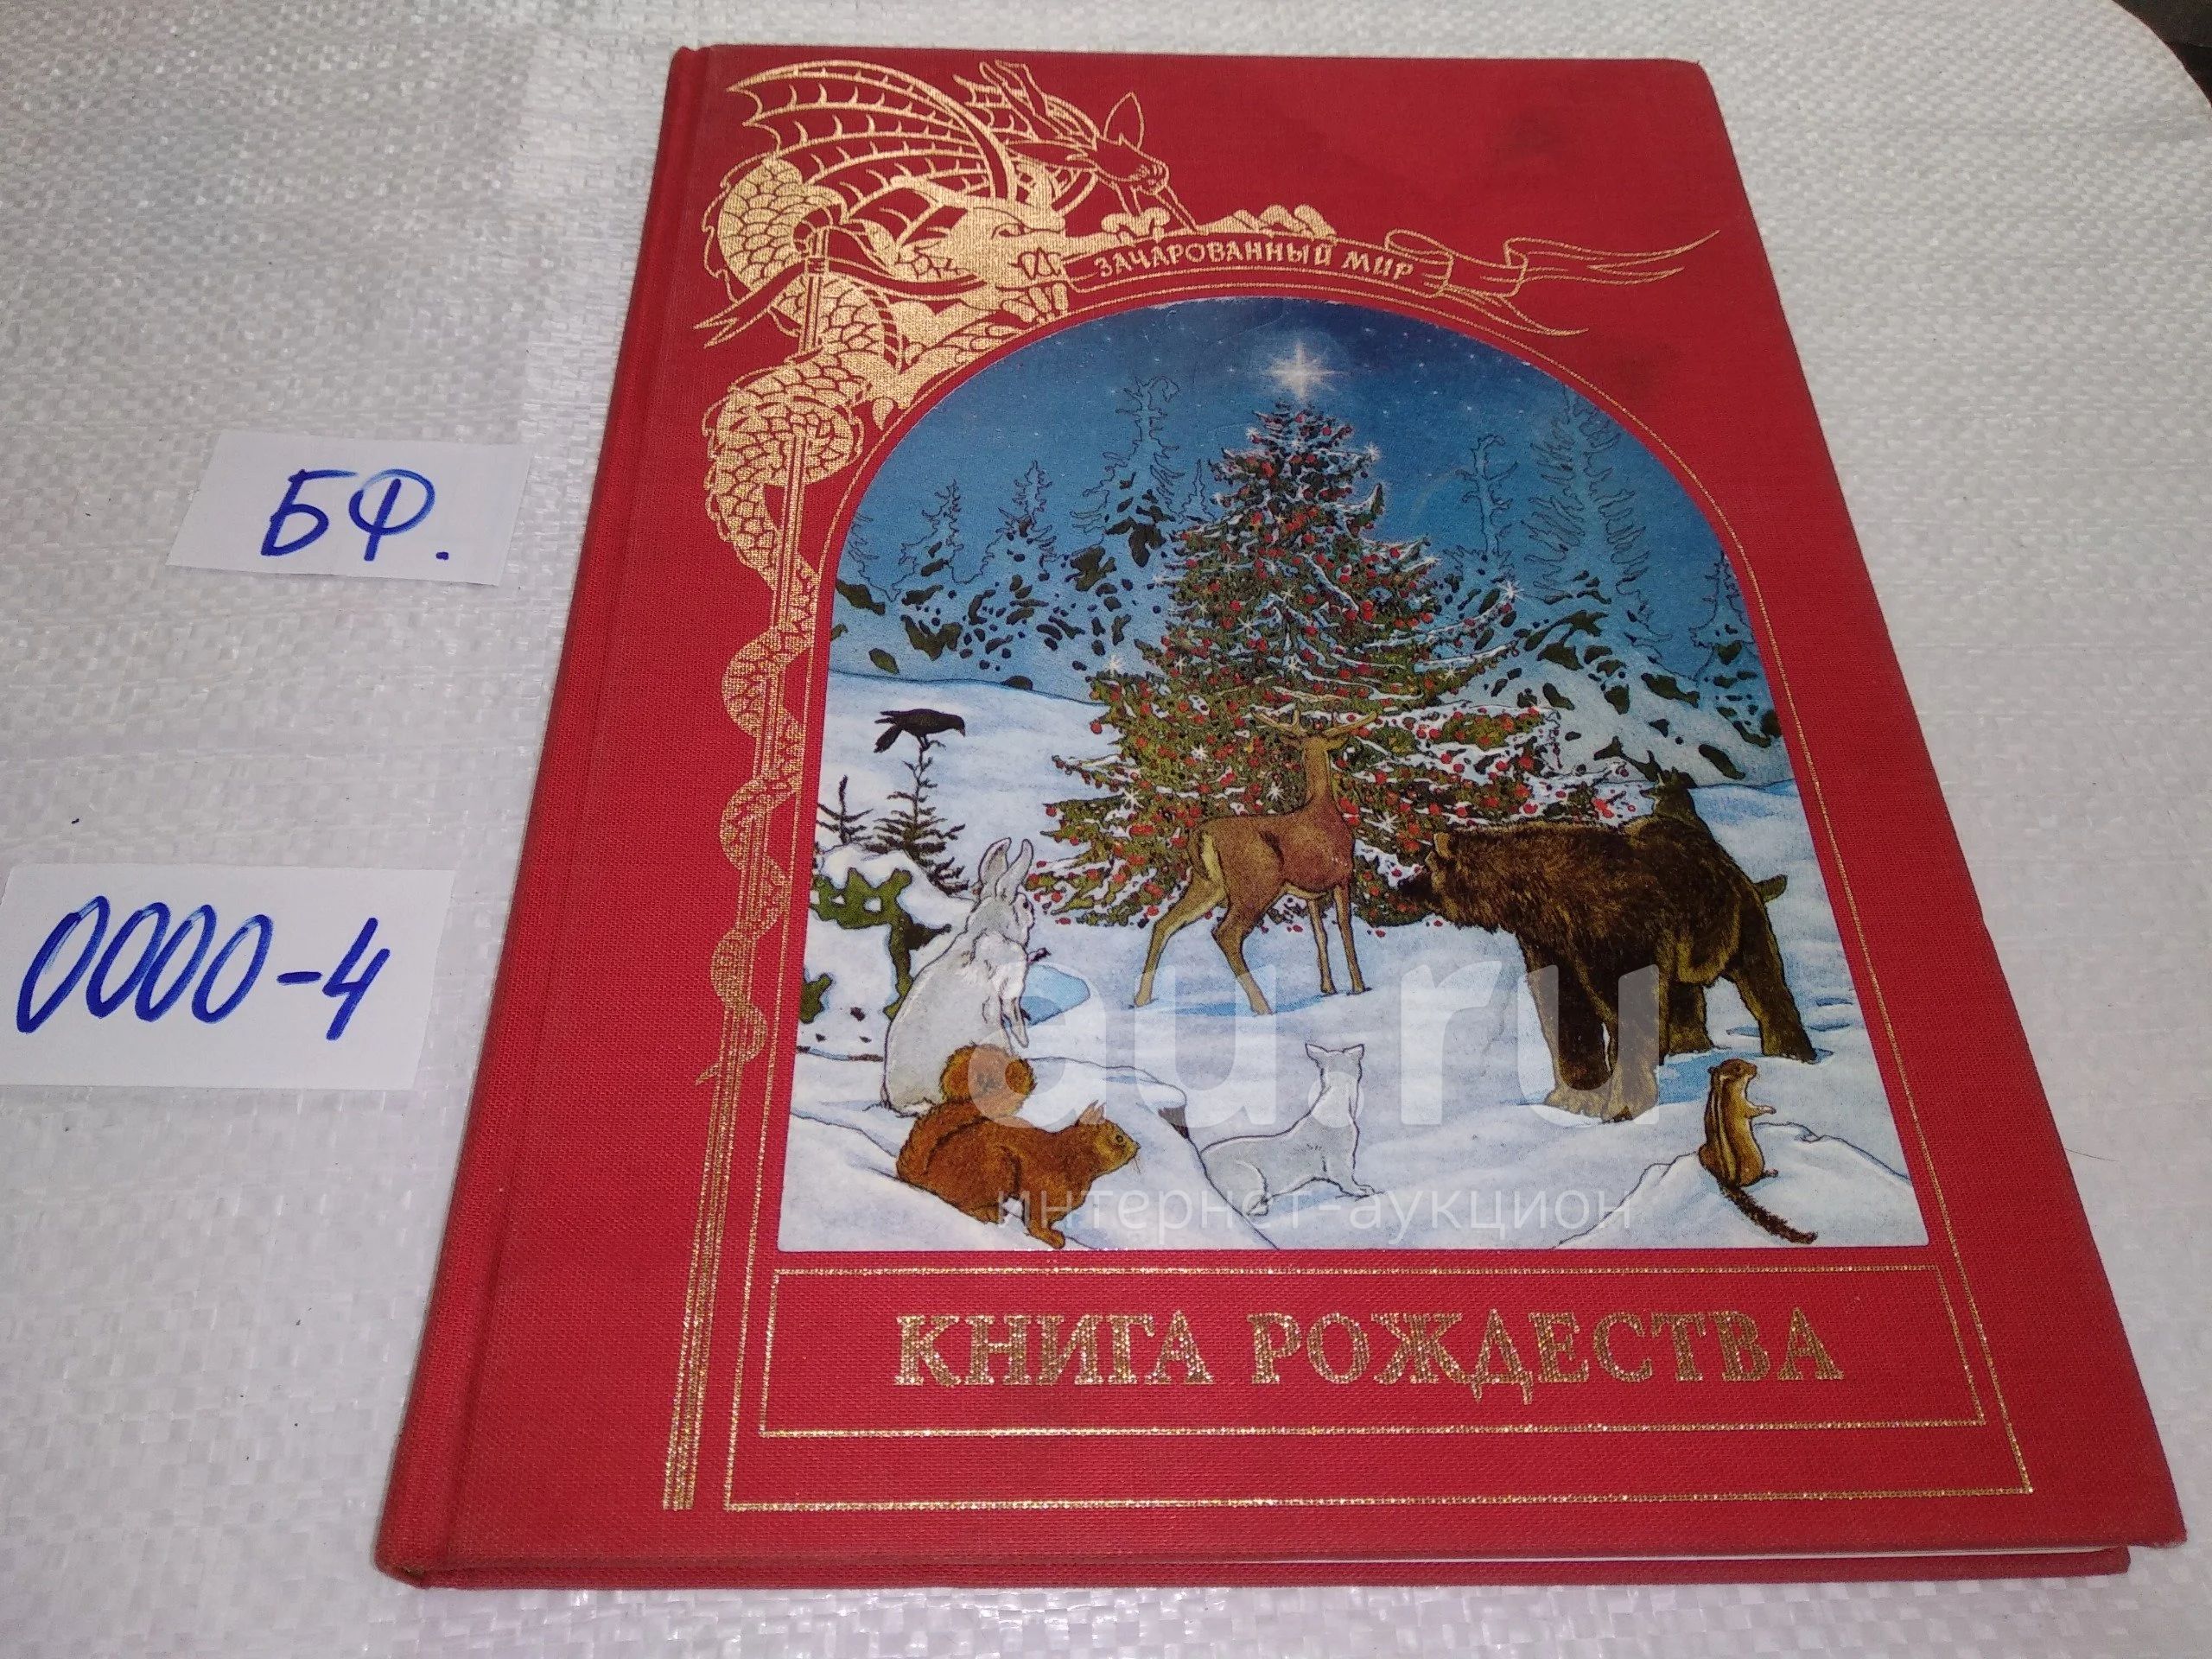 ЗАЧАРОВАННЫЙ МИР
БФ.
0000-4
au.ru
интернет-аукцион
КНИГА РОЖДЕСТВА